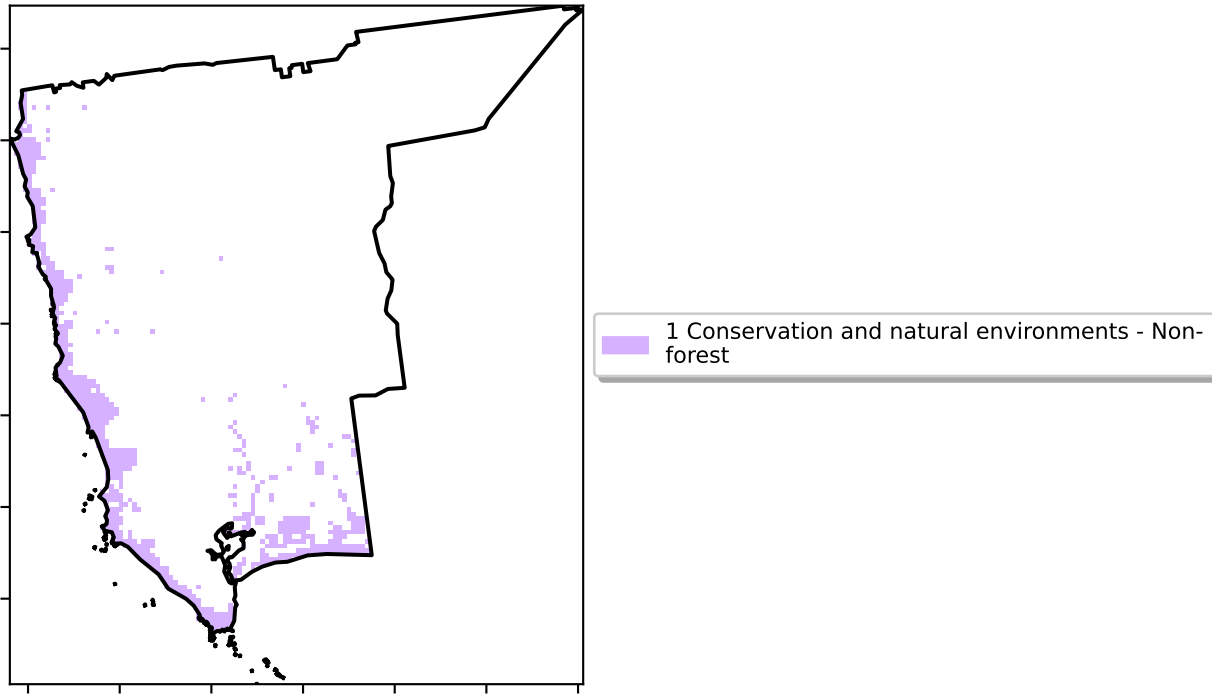 1 Conservation and natural environments - Non-
forest